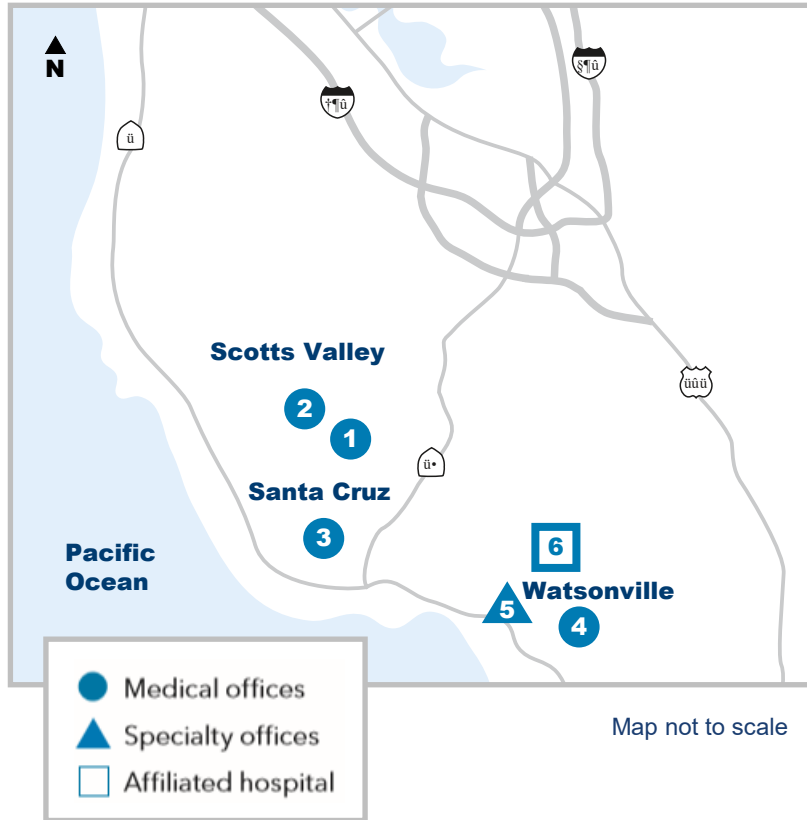 N
†¶û
§¶û
ü
Scotts Valley
2
1
üûü
ü•
Santa Cruz
3
6
Pacific
Ocean
Watsonville
5
4
Medical offices
Specialty offices
Affiliated hospital
Map not to scale